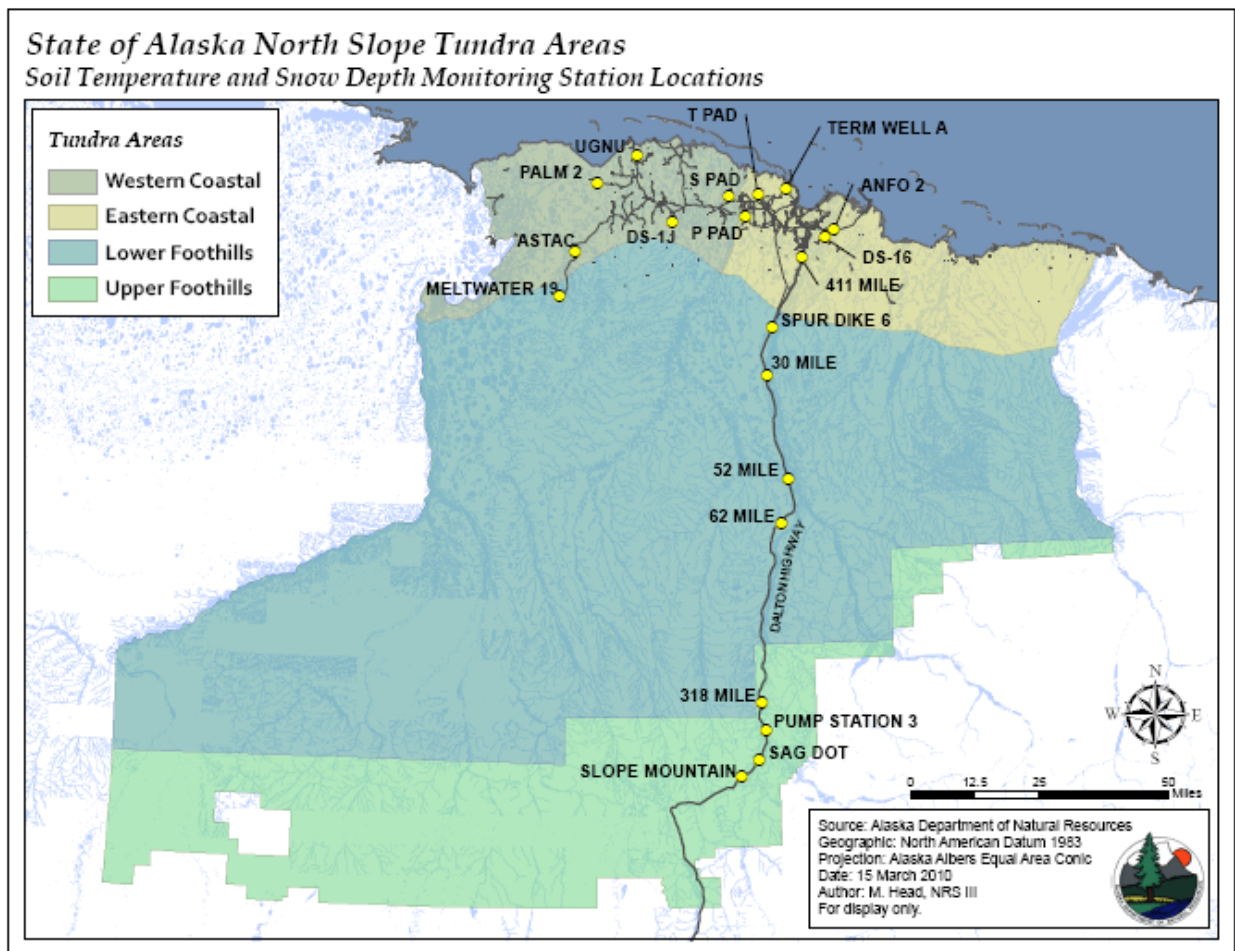 State of Alaska North Slope Tundra Areas
Soil Temperature and Snow Depth Monitoring Station Locations
Tundra Areas
Western Coastal
Eastern Coastal
Lower Foothills
Upper Foothills
T PAD
TERM WELL A
UGNU
PALM 2
S PAD
ANFO 2
ASTAC
DS-1J
P PAD
DS-16
MELTWATER 19
411 MILE
SPUR DIKE 6
30 MILE
52 MILE
62 MILE
DALTON HIGHWAY
318 MILE
PUMP STATION 3
SAG DOT
SLOPE MOUNTAIN
N
W E
S
0 12.5 25 50
Miles
Source: Alaska Department of Natural Resources
Geographic: North American Datum 1983
Projection: Alaska Albers Equal Area Conic
Date: 15 March 2010
Author: M. Head, NRS III
For display only.